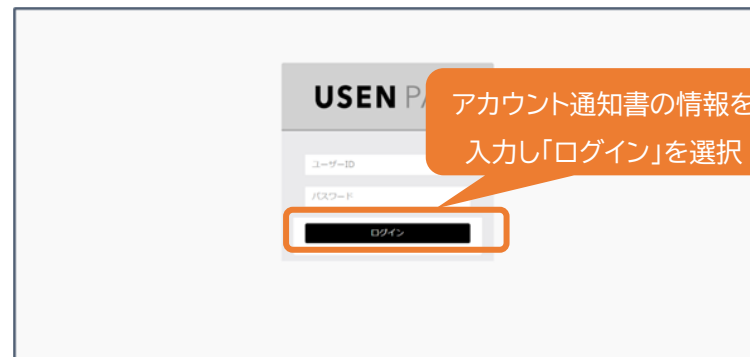 USEN
アカウント通知書の情報を
入力し「ログイン」を選択
ユーザーID
パスワード
ログイン